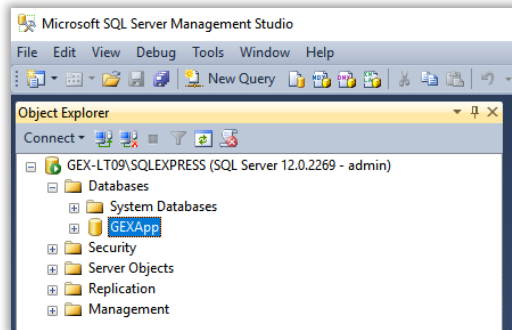 Microsoft SQL Server Management Studio
File Edit View Debug Tools Window Help
New Query
Object Explorer
Connect
GEX-LT09\SQLEXPRESS (SQL Server 12.0.2269 - admin)
Databases
System Databases
GEXApp
Security
Server Objects
Replication
Management